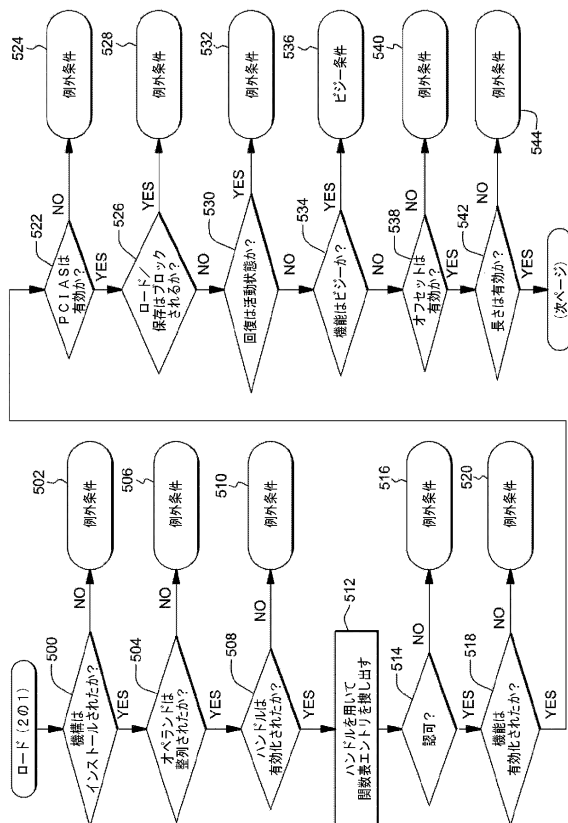 ロード (2の1)
500
機構は
インストールされたか?
NO
502
例外条件
YES
504
オペランドは
整列されたか?
NO
506
例外条件
YES
508
ハンドルは
有効化されたか?
NO
510
例外条件
YES
512
ハンドルを用いて
関数表エントリを捜し出す
514
認可?
NO
516
例外条件
YES
518
機能は
有効化されたか?
NO
520
例外条件
YES
522
PCIASは
有効か?
NO
524
例外条件
YES
526
ロード/
保存はブロック
されるか?
YES
528
例外条件
NO
530
回復は活動状態か?
YES
532
例外条件
NO
534
機能はビジーか?
YES
536
ビジー条件
NO
538
オフセットは
有効か?
NO
540
例外条件
YES
542
長さは有効か?
NO
例外条件
544
YES
(次ページ)